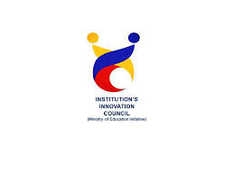 INSTITUTION'S
INNOVATION
COUNCIL
(Ministry of Education Initiative)